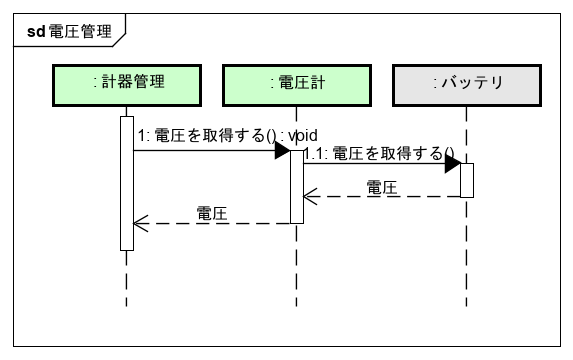 sd 電圧管理
: 計器管理
: 電圧計
: バッテリ
1: 電圧を取得する() : void
1.1: 電圧を取得する()
電圧
電圧